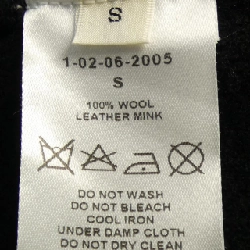 S
1-02-06-2005
S
100% WOOL
LEATHER MINK
DO NOT WASH
DO NOT BLEACH
COOL IRON
UNDER DAMP CLOTH
DO NOT DRY CLEAN